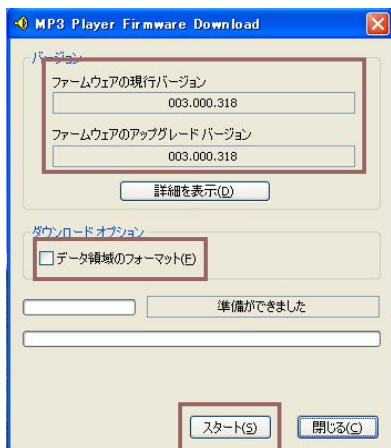 MP3 Player Firmware Download
バージョン
ファームウェアの現行バージョン
003.000.318
ファームウェアのアップグレード バージョン
003.000.318
詳細を表示(D)
ダウンロード オプション
データ領域のフォーマット(F)
準備ができました
スタート(S)
閉じる(C)